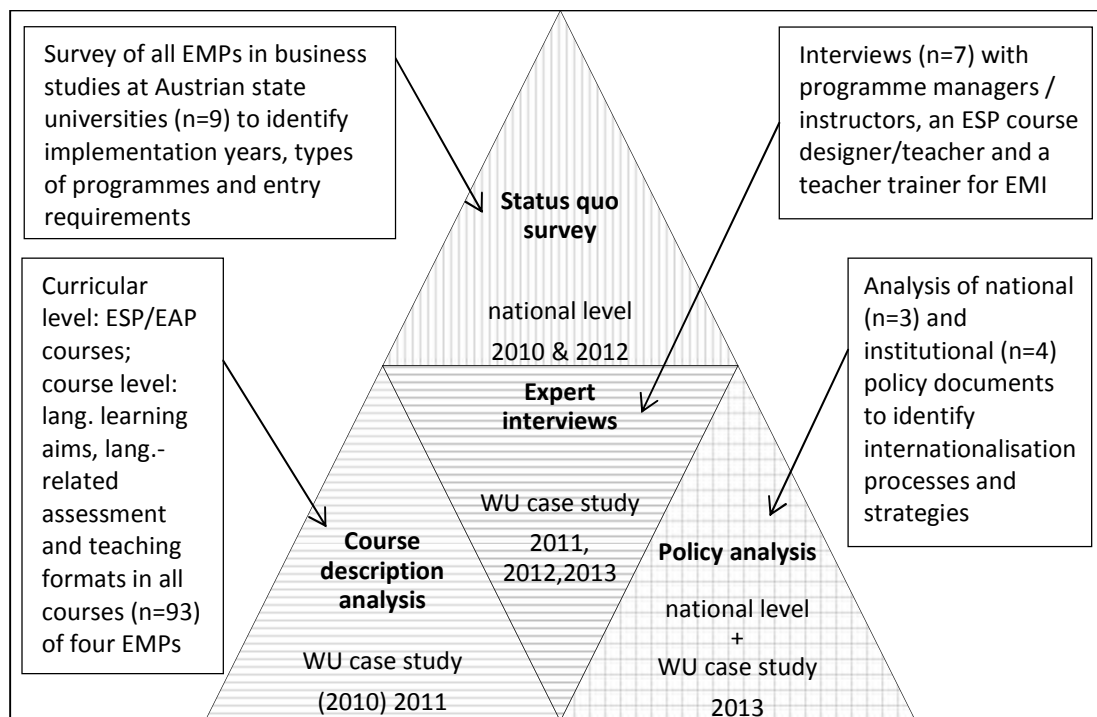 Survey of all EMPs in business
studies at Austrian state
universities (n=9) to identify
implementation years, types
of programmes and entry
requirements
Interviews (n=7) with
programme managers /
instructors, an ESP course
designer/teacher and a
teacher trainer for EMI
Status quo
survey
national level
2010 & 2012
Curricular
level: ESP/EAP
courses;
course level:
lang. learning
aims, lang.-
related
assessment
and teaching
formats in all
courses (n=93)
of four EMPs
Analysis of national
(n=3) and
institutional (n=4)
policy documents
to identify
internationalisation
processes and
strategies
Expert
interviews
WU case study
2011,
2012,2013
Course
description
analysis
WU case study
(2010) 2011
Policy analysis
national level
+
WU case study
2013